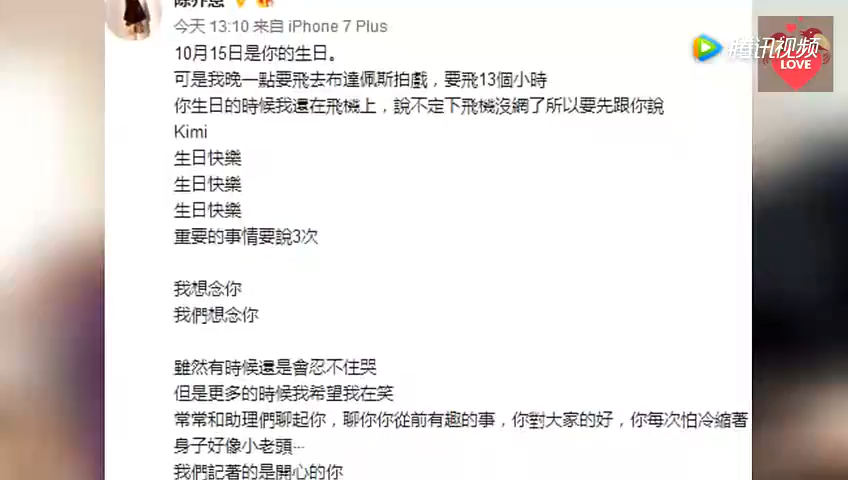 今天 13:10 来自 iPhone 7 Plus
10月15日是你的生日。
可是我晚一點要飛去布達佩斯拍戲，要飛13個小時
你生日的時候我還在飛機上，說不定下飛機沒網了所以要先跟你說
Kimi
生日快樂
生日快樂
生日快樂
重要的事情要說3次
我想念你
我們想念你
雖然有時候還是會忍不住哭
但是更多的時候我希望我在笑
常常和助理們聊起你，聊你你從前有趣的事，你對大家的好，你每次怕冷縮著
身子好像小老頭…
我們記著的是開心的你
腾讯视频
LOVE